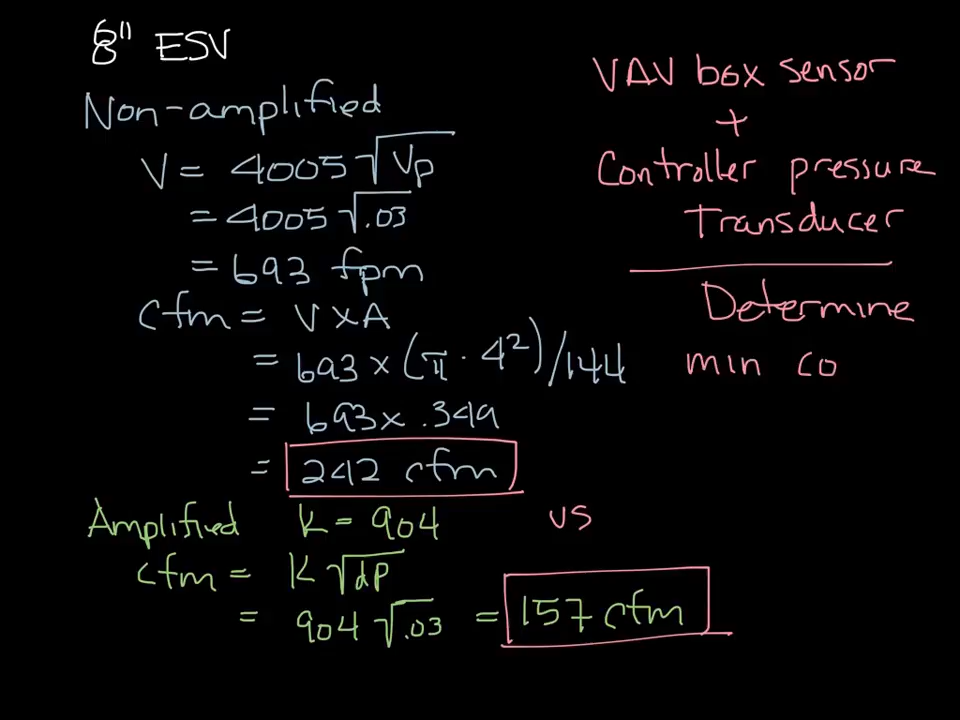 8" ESV
Non-amplified
V = 4005 √Vp
= 4005 √.03
= 693 fpm
cfm = V x A
= 693 x (π · 4²)/144
= 693 x .349
= 242 cfm
Amplified K = 904
cfm = K √dP
= 904 √.03 = 157 cfm
vs
VAV box sensor
+
Controller pressure
Transducer
Determine
min co